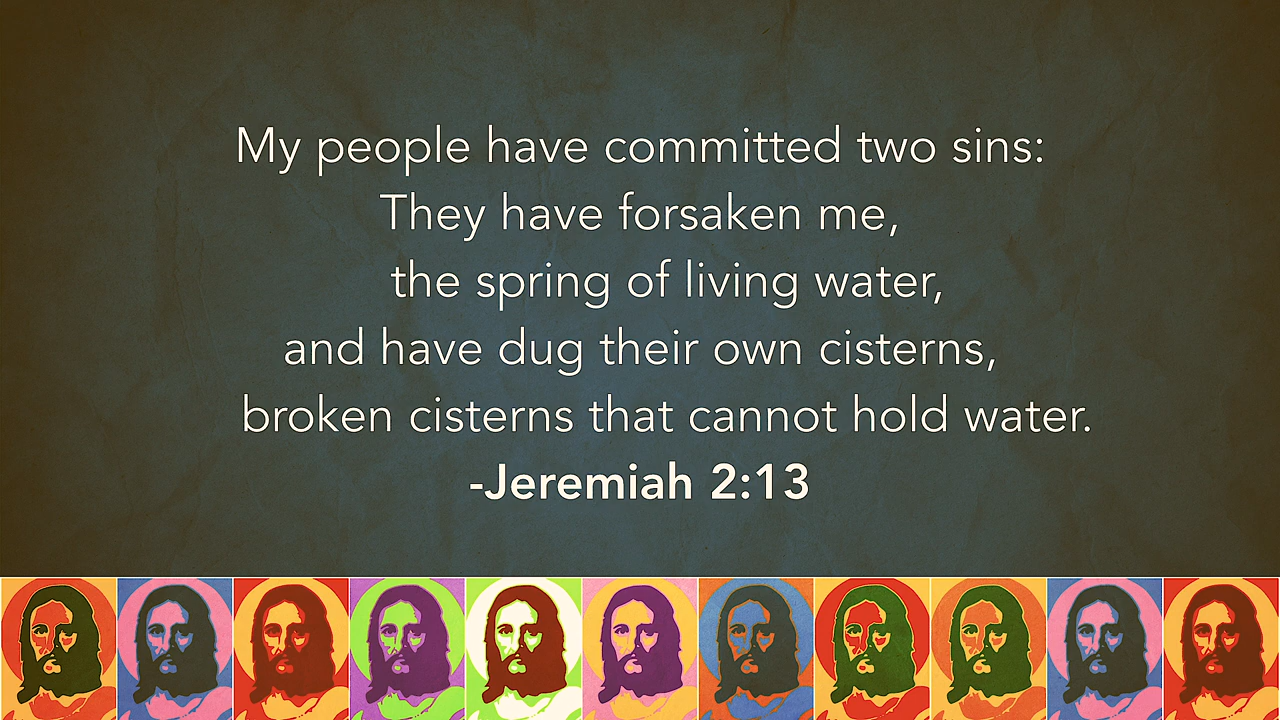 My people have committed two sins:
They have forsaken me,
the spring of living water,
and have dug their own cisterns,
broken cisterns that cannot hold water.
-Jeremiah 2:13